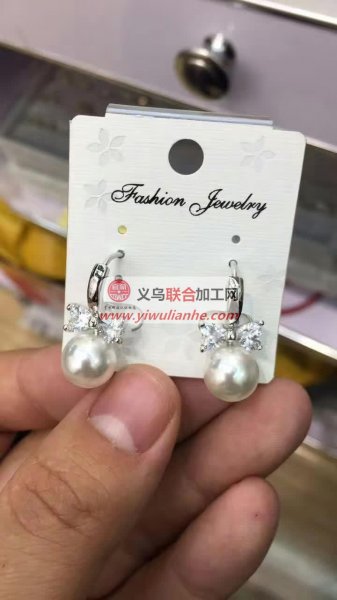 Fashion Jewelry
义乌联合加工网
www.yiwulianhe.com